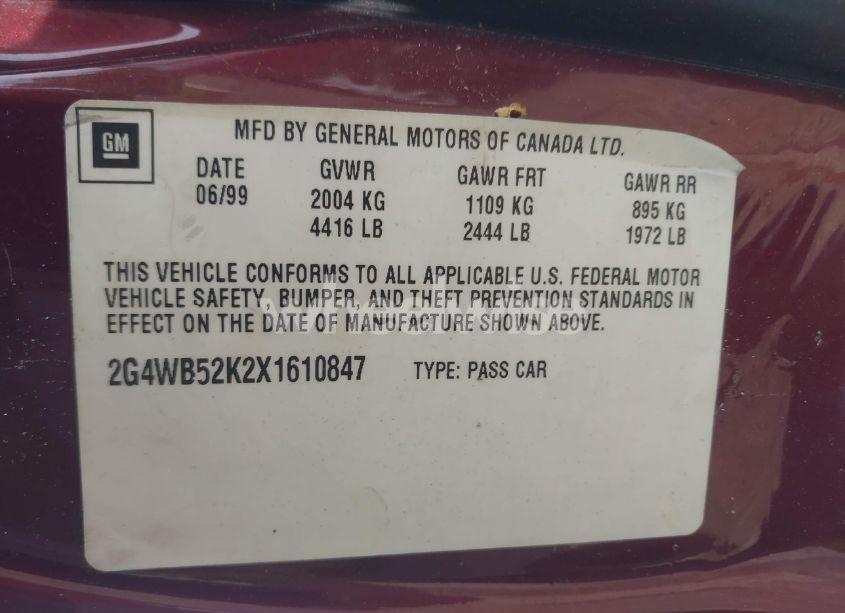 GM
MFD BY GENERAL MOTORS OF CANADA LTD.
DATE GVWR GAWR FRT GAWR RR
06/99 2004 KG 1109 KG 895 KG
4416 LB 2444 LB 1972 LB
THIS VEHICLE CONFORMS TO ALL APPLICABLE U.S. FEDERAL MOTOR
VEHICLE SAFETY, BUMPER, AND THEFT PREVENTION STANDARDS IN
EFFECT ON THE DATE OF MANUFACTURE SHOWN ABOVE.
2G4WB52K2X1610847 TYPE: PASS CAR